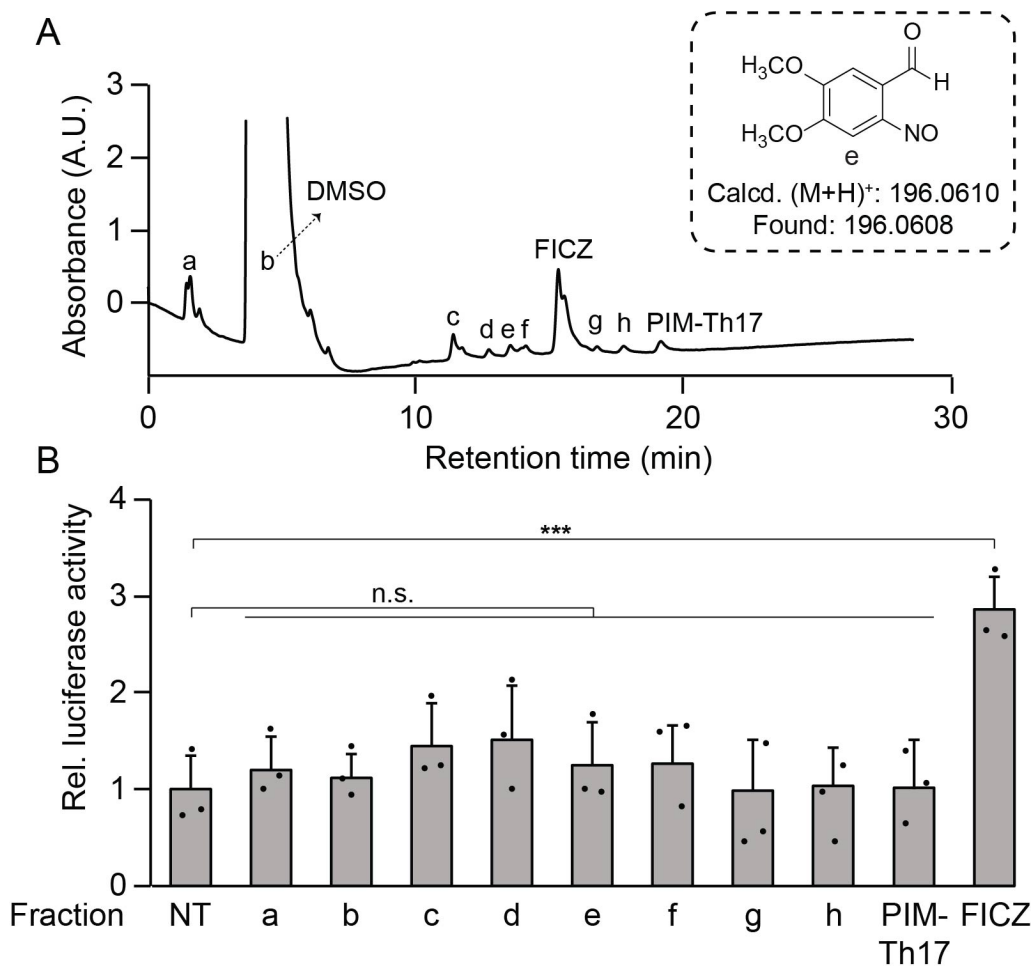 A
3
2
1
0
Absorbance (A.U.)
a
b
DMSO
c
d
e
f
FICZ
g
h
PIM-Th17
0
10
20
30
Retention time (min)
O
H₃CO
H
H₃CO
NO
e
Calcd. (M+H)⁺: 196.0610
Found: 196.0608
B
4
3
2
1
0
Rel. luciferase activity
***
n.s.
Fraction NT a b c d e f g h PIM- FICZ
Th17